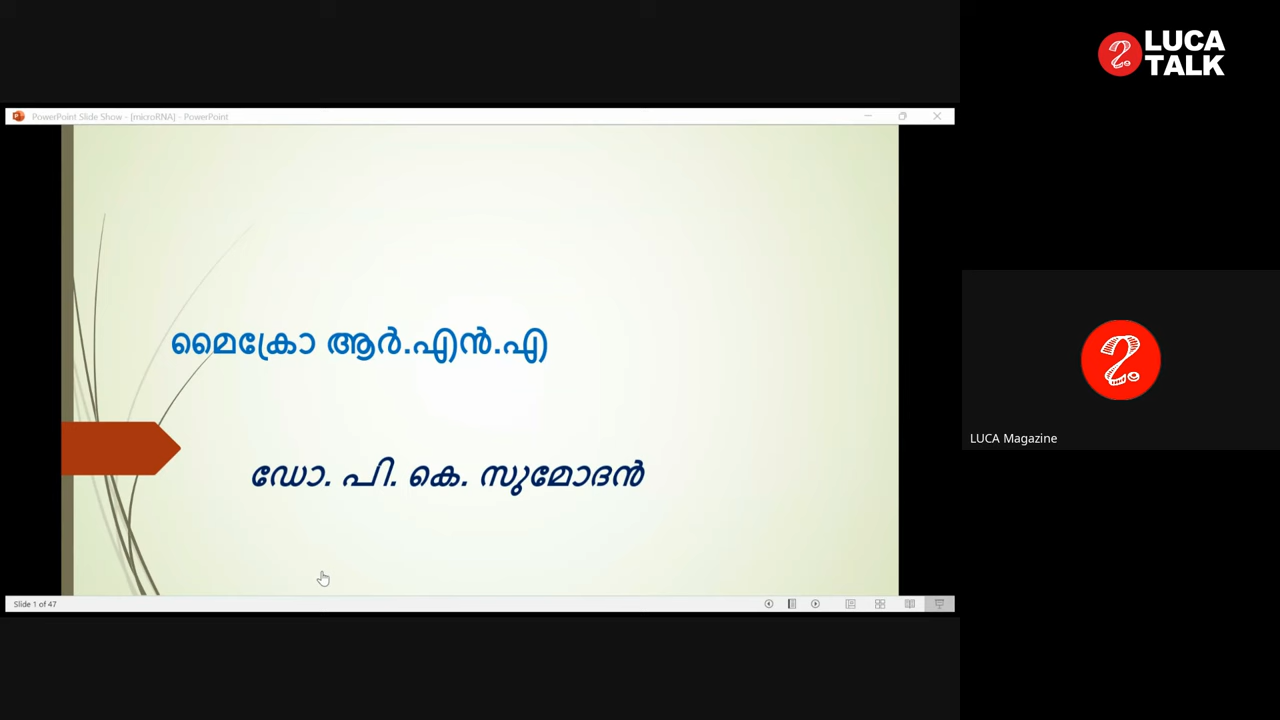 LUCA
TALK
PowerPoint Slide Show - [microRNA] - PowerPoint
മൈക്രോ ആർ.എൻ.എ
ഡോ. പി. കെ. സുമോദൻ
LUCA Magazine
Slide 1 of 47